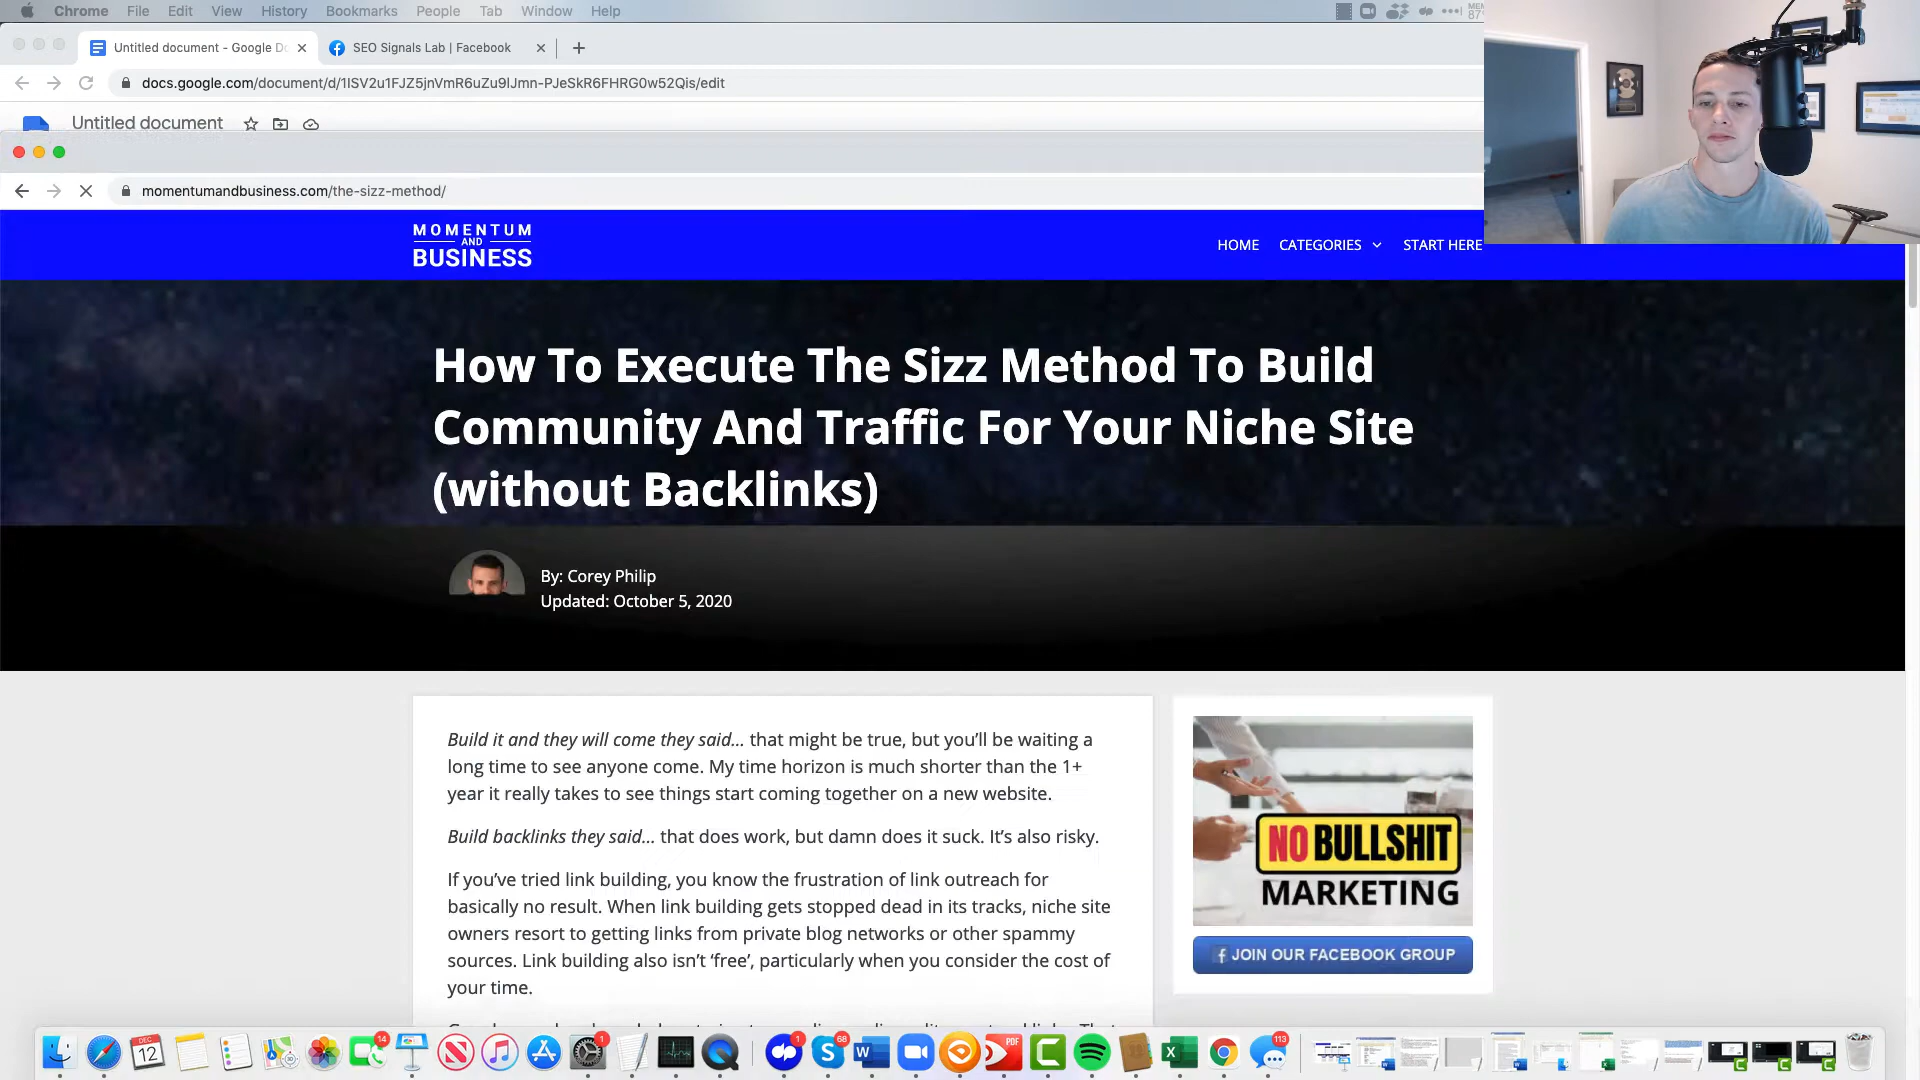 Chrome File Edit View History Bookmarks People Tab Window Help
Untitled document - Google Do
SEO Signals Lab | Facebook
Untitled document
momentumandbusiness.com/the-sizz-method/
MOMENTUM
AND
BUSINESS
HOME CATEGORIES START HERE
How To Execute The Sizz Method To Build
Community And Traffic For Your Niche Site
(without Backlinks)
By: Corey Philip
Updated: October 5, 2020
Build it and they will come they said... that might be true, but you'll be waiting a
long time to see anyone come. My time horizon is much shorter than the 1+
year it really takes to see things start coming together on a new website.
Build backlinks they said... that does work, but damn does it suck. It's also risky.
If you've tried link building, you know the frustration of link outreach for
basically no result. When link building gets stopped dead in its tracks, niche site
owners resort to getting links from private blog networks or other spammy
sources. Link building also isn't 'free', particularly when you consider the cost of
your time.
NO BULLSHIT
MARKETING
JOIN OUR FACEBOOK GROUP
DEC
12
14
1
1
68
PDF
113